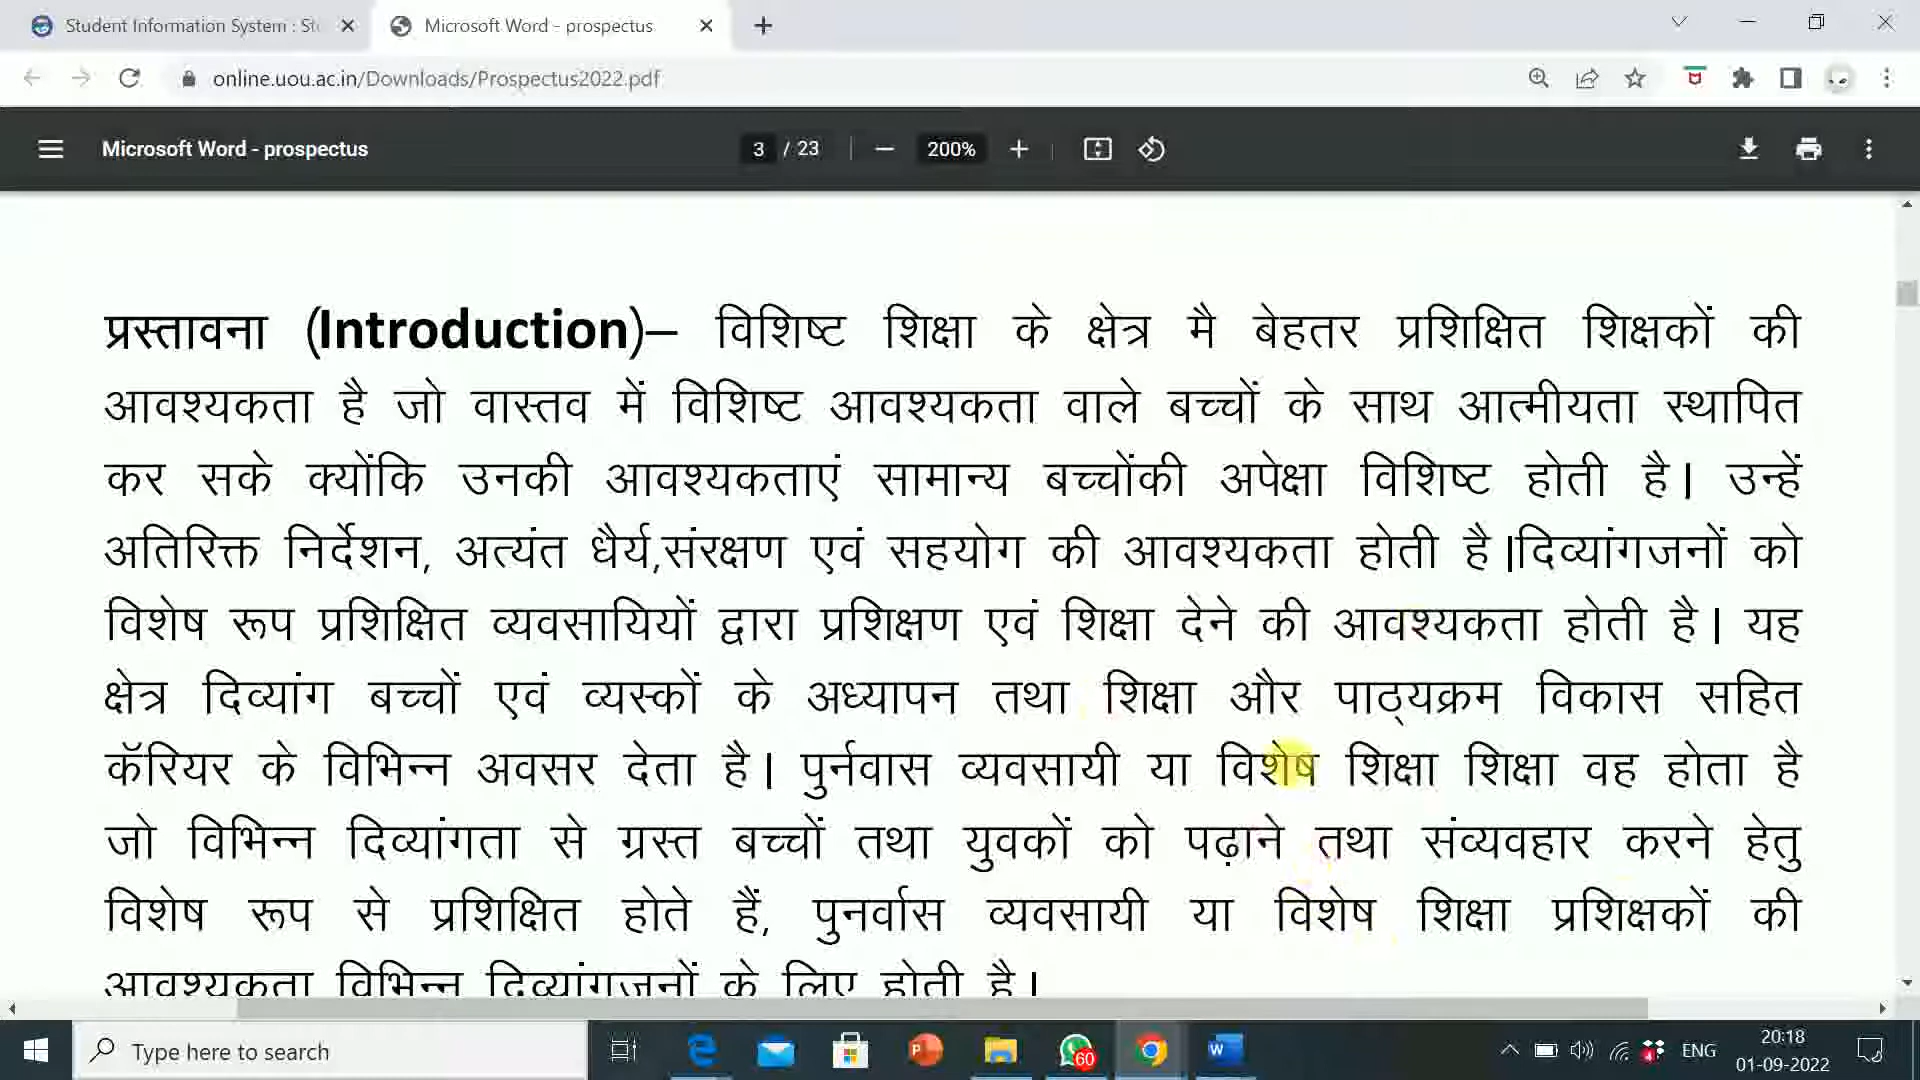 Student Information System : St
Microsoft Word - prospectus
online.uou.ac.in/Downloads/Prospectus2022.pdf
Microsoft Word - prospectus
3 / 23
200%
प्रस्तावना (Introduction)– विशिष्ट शिक्षा के क्षेत्र मै बेहतर प्रशिक्षित शिक्षकों की
आवश्यकता है जो वास्तव में विशिष्ट आवश्यकता वाले बच्चों के साथ आत्मीयता स्थापित
कर सके क्योंकि उनकी आवश्यकताएं सामान्य बच्चोंकी अपेक्षा विशिष्ट होती है। उन्हें
अतिरिक्त निर्देशन, अत्यंत धैर्य,संरक्षण एवं सहयोग की आवश्यकता होती है।दिव्यांगजनों को
विशेष रूप प्रशिक्षित व्यवसायियों द्वारा प्रशिक्षण एवं शिक्षा देने की आवश्यकता होती है। यह
क्षेत्र दिव्यांग बच्चों एवं व्यस्कों के अध्यापन तथा शिक्षा और पाठ्यक्रम विकास सहित
कॅरियर के विभिन्न अवसर देता है। पुर्नवास व्यवसायी या विशेष शिक्षा शिक्षा वह होता है
जो विभिन्न दिव्यांगता से ग्रस्त बच्चों तथा युवकों को पढ़ाने तथा संव्यवहार करने हेतु
विशेष रूप से प्रशिक्षित होते हैं, पुनर्वास व्यवसायी या विशेष शिक्षा प्रशिक्षकों की
आवश्यकता विभिन्न दिव्यांगजनों के लिए होती है।
Type here to search
60
ENG
20:18
01-09-2022